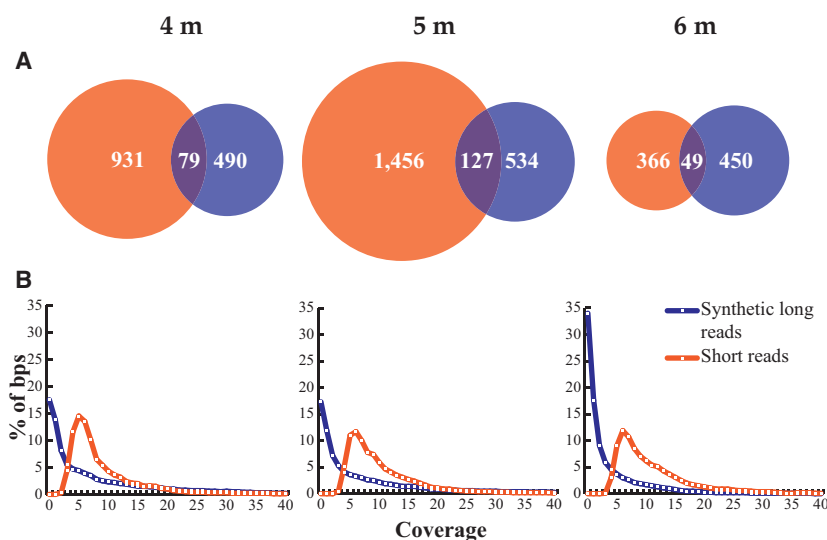 4 m 5 m 6 m
A
931 79 490 1,456 127 534 366 49 450
B
35 35 35
30 30 30
25 25 25
20 20 20
15 15 15
10 10 10
5 5 5
0 0 0
0 5 10 15 20 25 30 35 40 0 5 10 15 20 25 30 35 40 0 5 10 15 20 25 30 35 40
% of bps
Coverage
Synthetic long
reads
Short reads